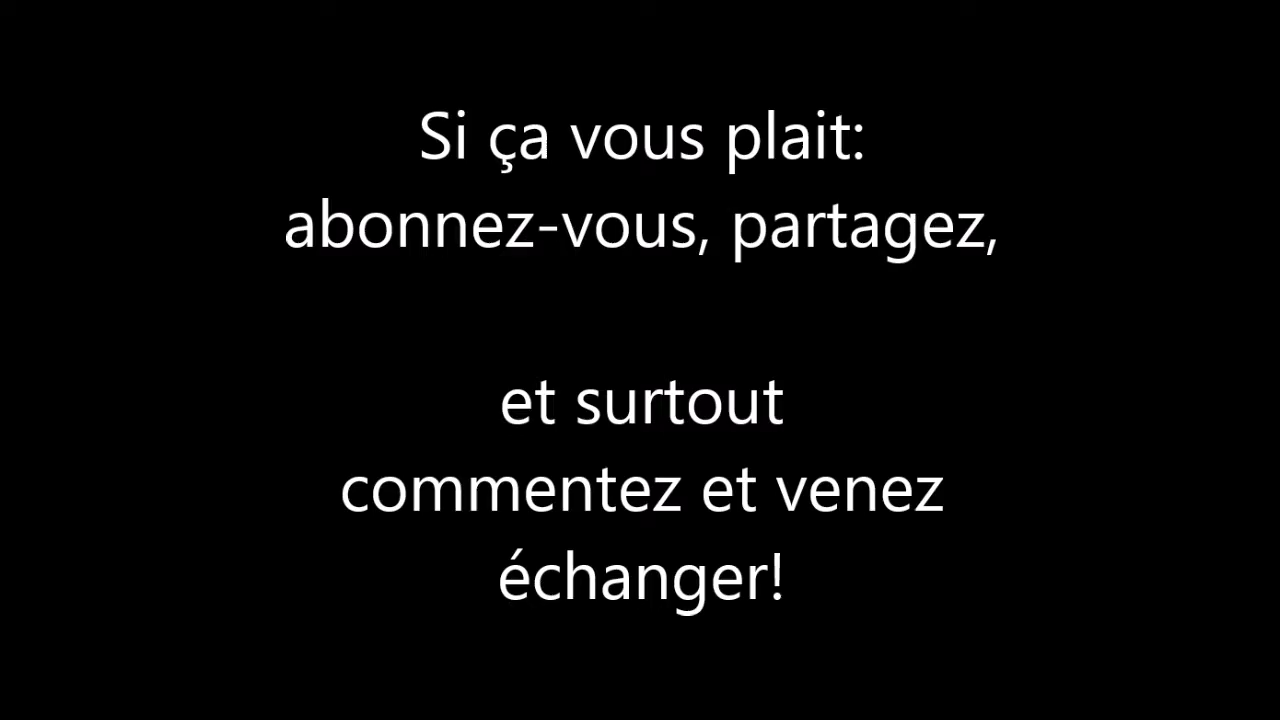 Si ça vous plait:
abonnez-vous, partagez,
et surtout
commentez et venez
échanger!